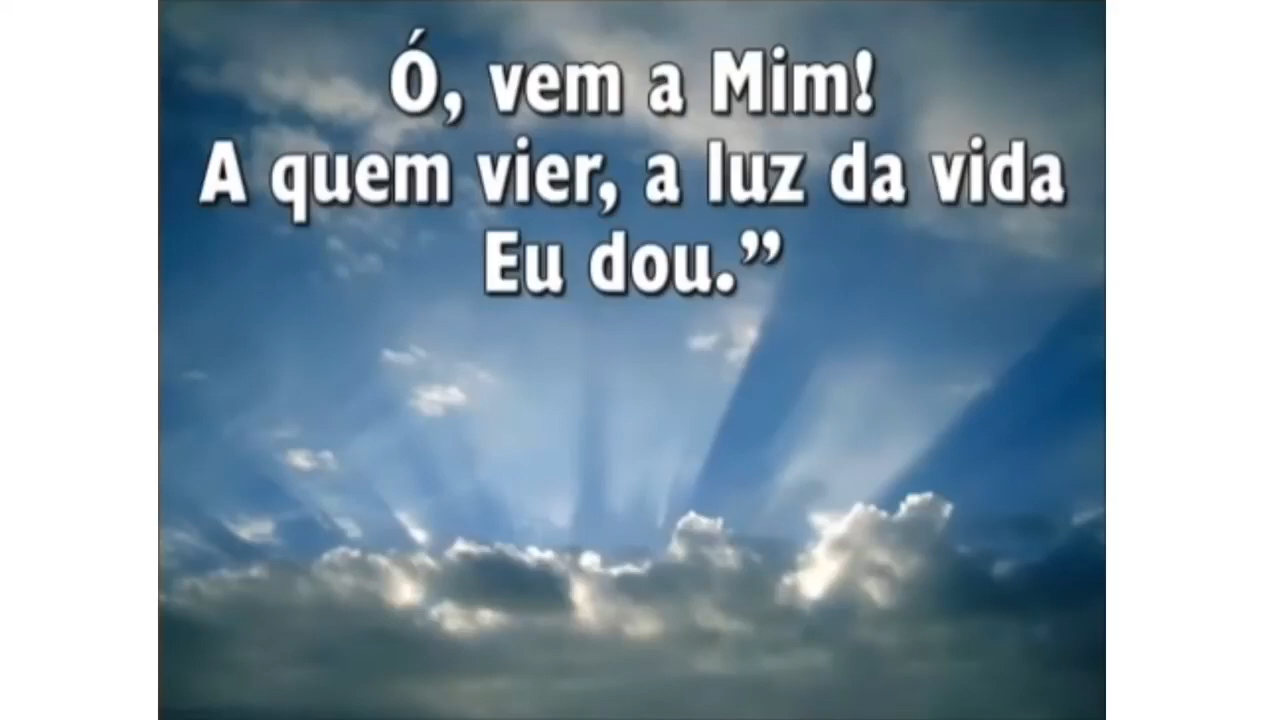 Ó, vem a Mim!
A quem vier, a luz da vida
Eu dou.”